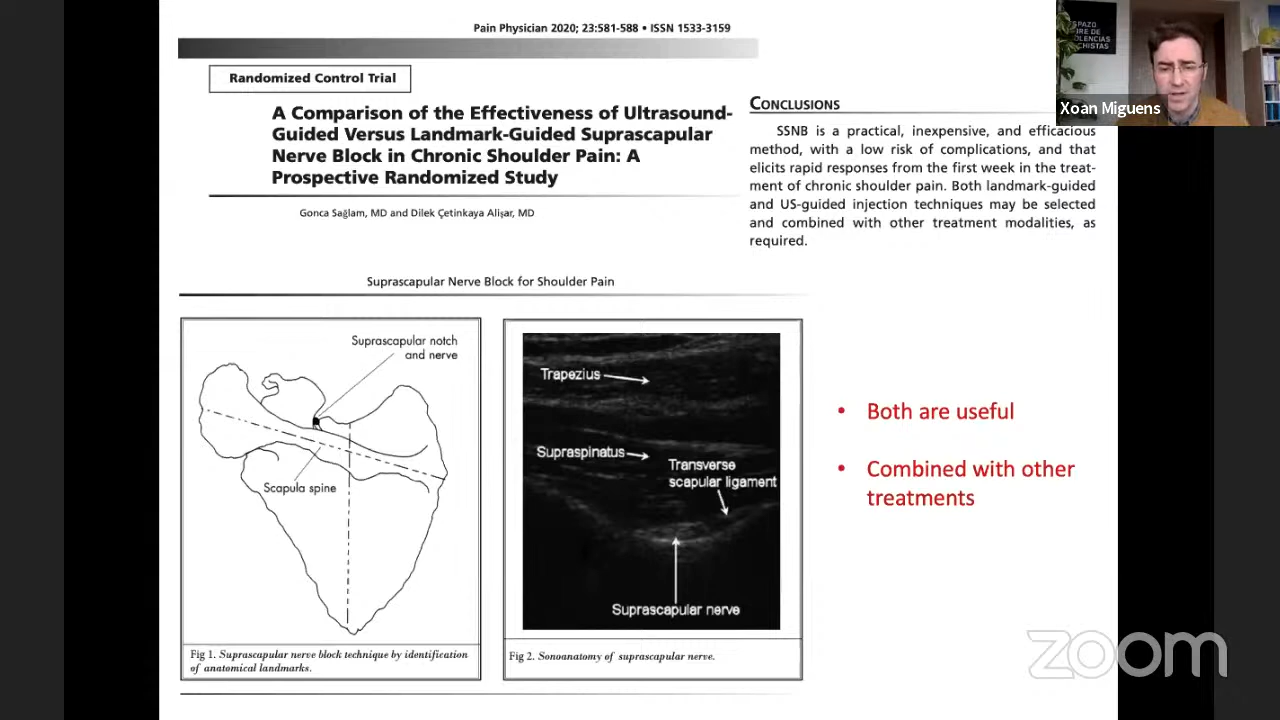 Pain Physician 2020; 23:581-588 • ISSN 1533-3159
Randomized Control Trial
A Comparison of the Effectiveness of Ultrasound-
Guided Versus Landmark-Guided Suprascapular
Nerve Block in Chronic Shoulder Pain: A
Prospective Randomized Study
Gonca Sağlam, MD and Dilek Çetinkaya Alişar, MD
CONCLUSIONS
SSNB is a practical, inexpensive, and efficacious
method, with a low risk of complications, and that
elicits rapid responses from the first week in the treat-
ment of chronic shoulder pain. Both landmark-guided
and US-guided injection techniques may be selected
and combined with other treatment modalities, as
required.
Suprascapular Nerve Block for Shoulder Pain
Suprascapular notch
and nerve
Scapula spine
Fig 1. Suprascapular nerve block technique by identification
of anatomical landmarks.
Trapezius
Supraspinatus
Transverse
scapular ligament
Suprascapular nerve
Fig 2. Sonoanatomy of suprascapular nerve.
• Both are useful
• Combined with other
treatments
Xoan Miguens
zoom